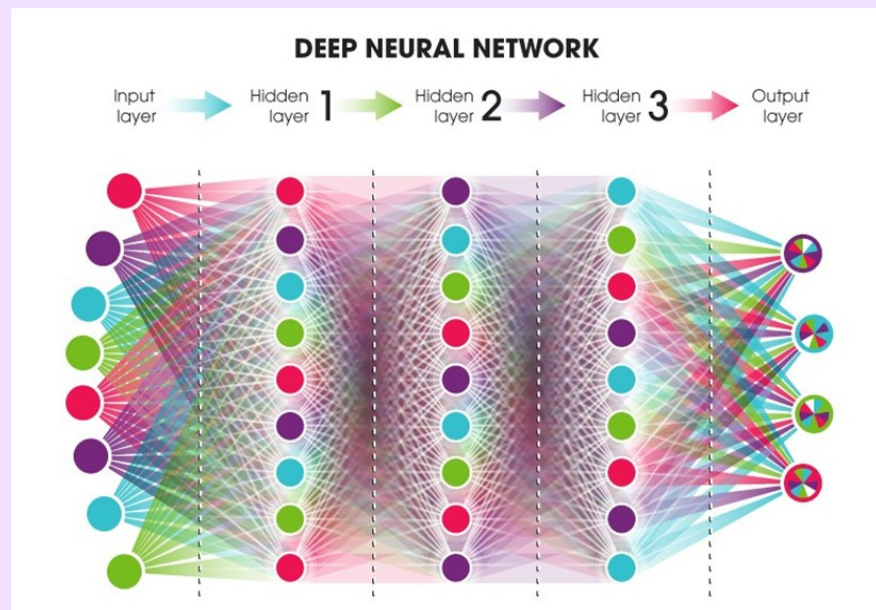 DEEP NEURAL NETWORK
Input
layer
Hidden
layer 1
Hidden
layer 2
Hidden
layer 3
Output
layer